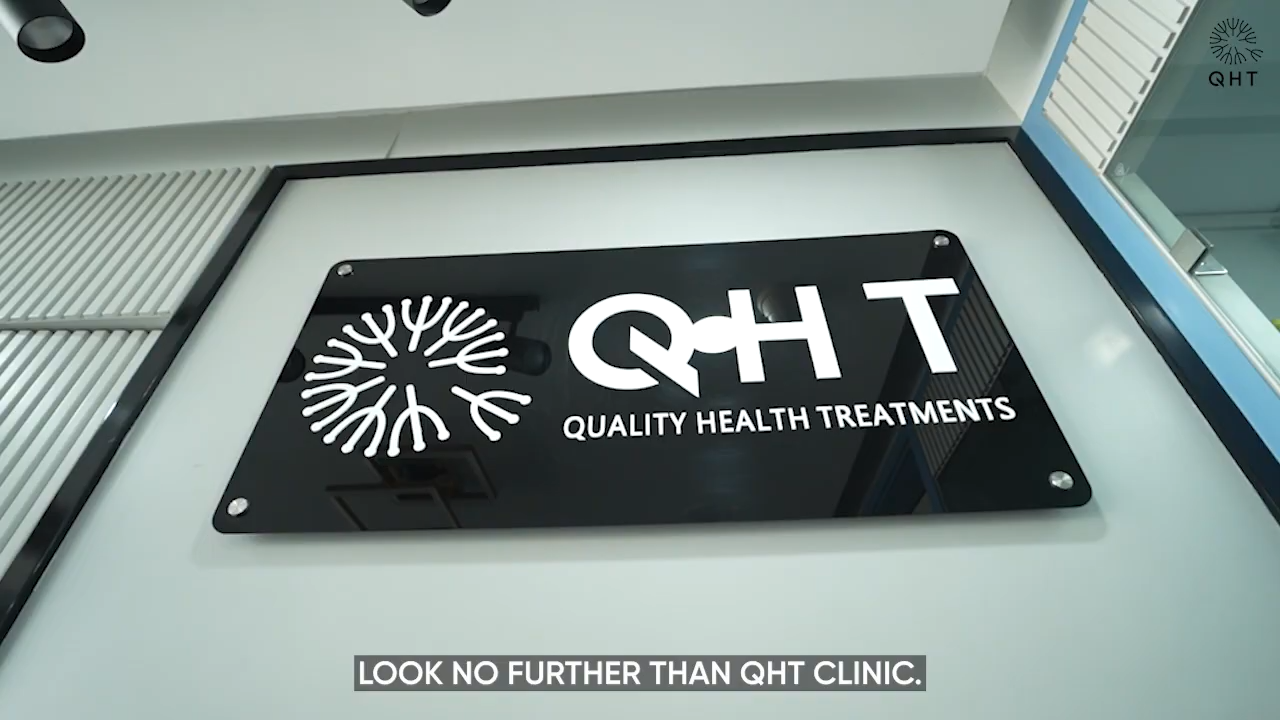 QHT
QHT
QUALITY HEALTH TREATMENTS
LOOK NO FURTHER THAN QHT CLINIC.